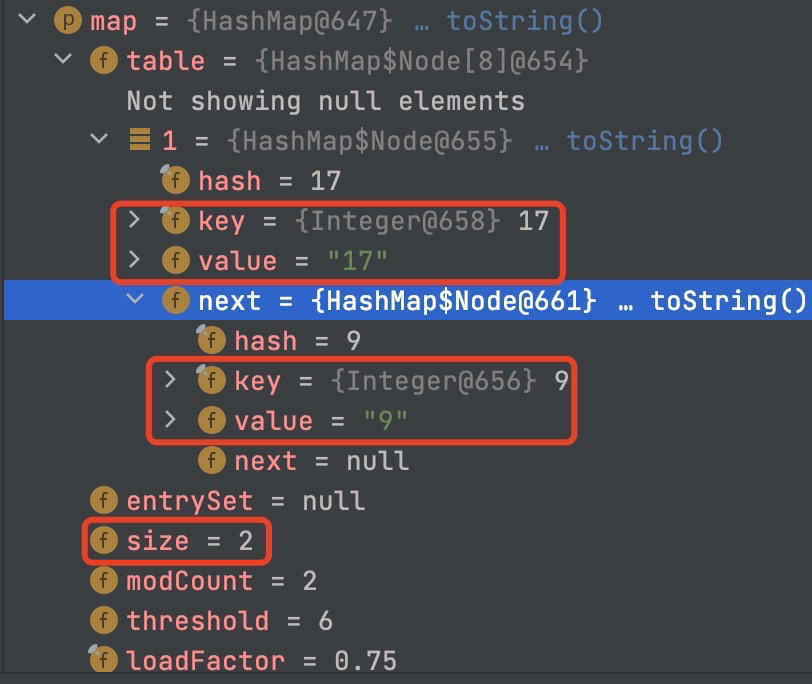 p map = {HashMap@647} … toString()
f table = {HashMap$Node[8]@654}
Not showing null elements
1 = {HashMap$Node@655} … toString()
f hash = 17
f key = {Integer@658} 17
f value = "17"
f next = {HashMap$Node@661} … toString()
f hash = 9
f key = {Integer@656} 9
f value = "9"
f next = null
f entrySet = null
f size = 2
f modCount = 2
f threshold = 6
f loadFactor = 0.75